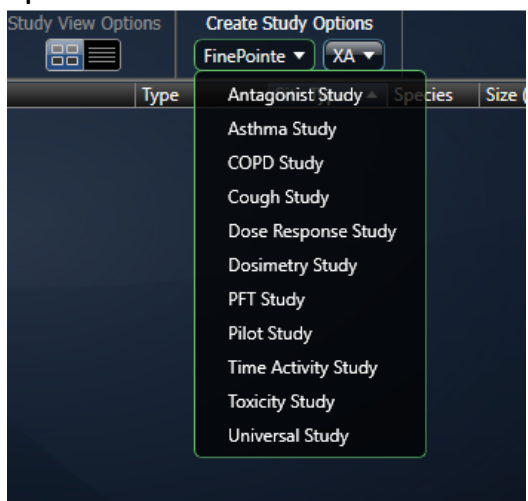 Study View Options Create Study Options
FinePointe XA
Type Species Size (
Antagonist Study
Asthma Study
COPD Study
Cough Study
Dose Response Study
Dosimetry Study
PFT Study
Pilot Study
Time Activity Study
Toxicity Study
Universal Study